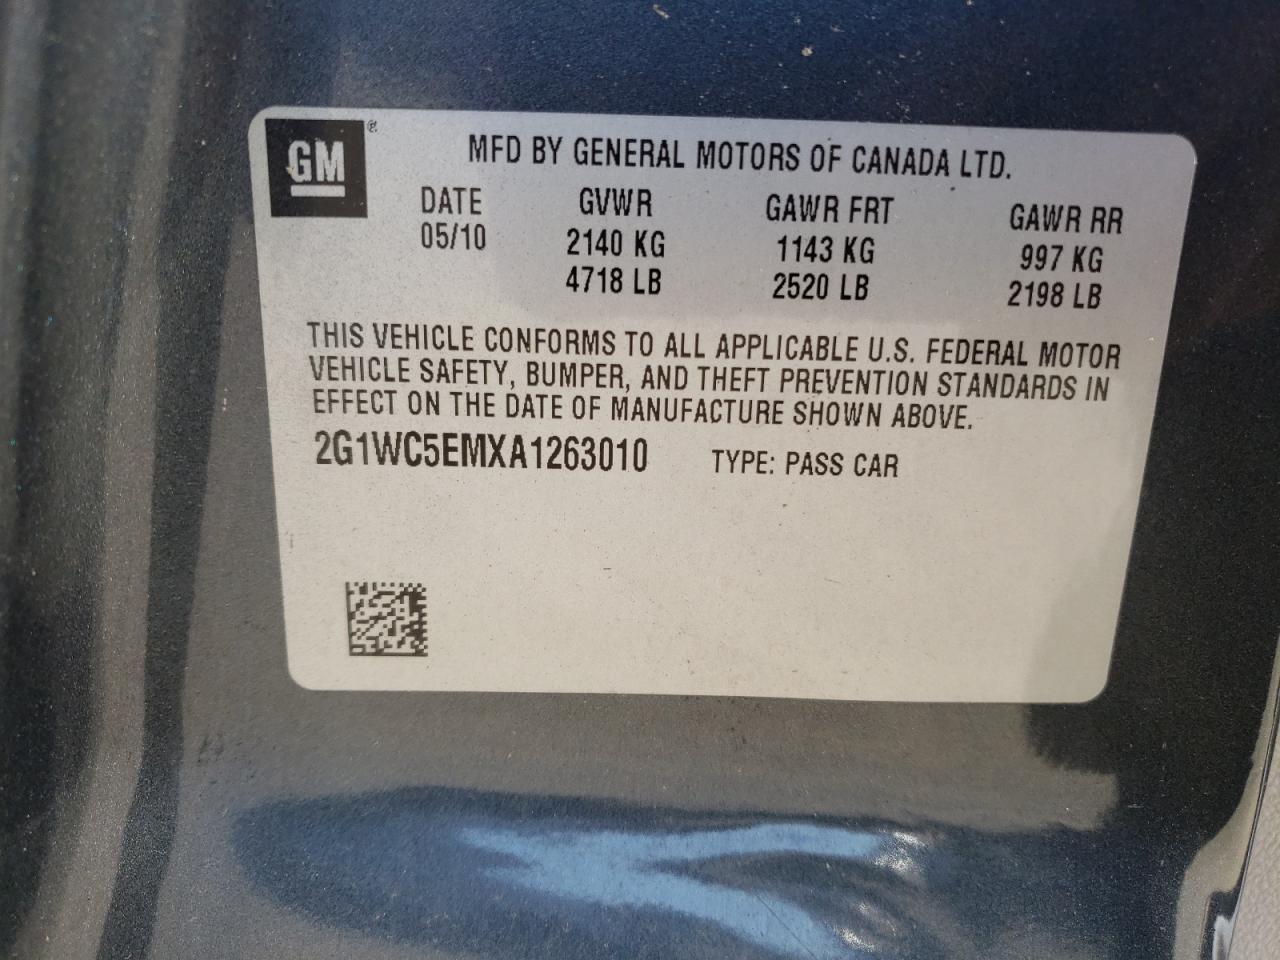 GM
MFD BY GENERAL MOTORS OF CANADA LTD.
DATE GVWR GAWR FRT GAWR RR
05/10 2140 KG 1143 KG 997 KG
4718 LB 2520 LB 2198 LB
THIS VEHICLE CONFORMS TO ALL APPLICABLE U.S. FEDERAL MOTOR
VEHICLE SAFETY, BUMPER, AND THEFT PREVENTION STANDARDS IN
EFFECT ON THE DATE OF MANUFACTURE SHOWN ABOVE.
2G1WC5EMXA1263010 TYPE: PASS CAR